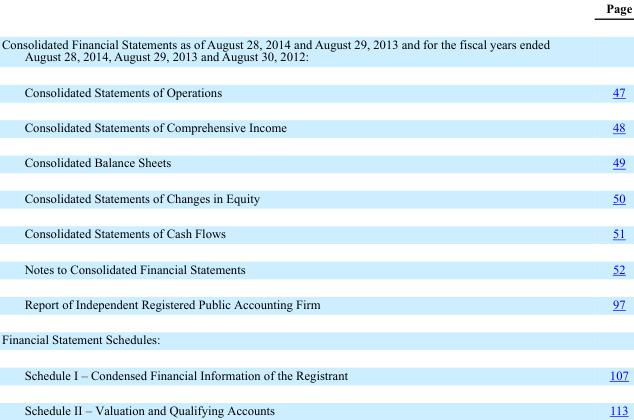 Page
Consolidated Financial Statements as of August 28, 2014 and August 29, 2013 and for the fiscal years ended
August 28, 2014, August 29, 2013 and August 30, 2012:
Consolidated Statements of Operations 47
Consolidated Statements of Comprehensive Income 48
Consolidated Balance Sheets 49
Consolidated Statements of Changes in Equity 50
Consolidated Statements of Cash Flows 51
Notes to Consolidated Financial Statements 52
Report of Independent Registered Public Accounting Firm 97
Financial Statement Schedules:
Schedule I – Condensed Financial Information of the Registrant 107
Schedule II – Valuation and Qualifying Accounts 113